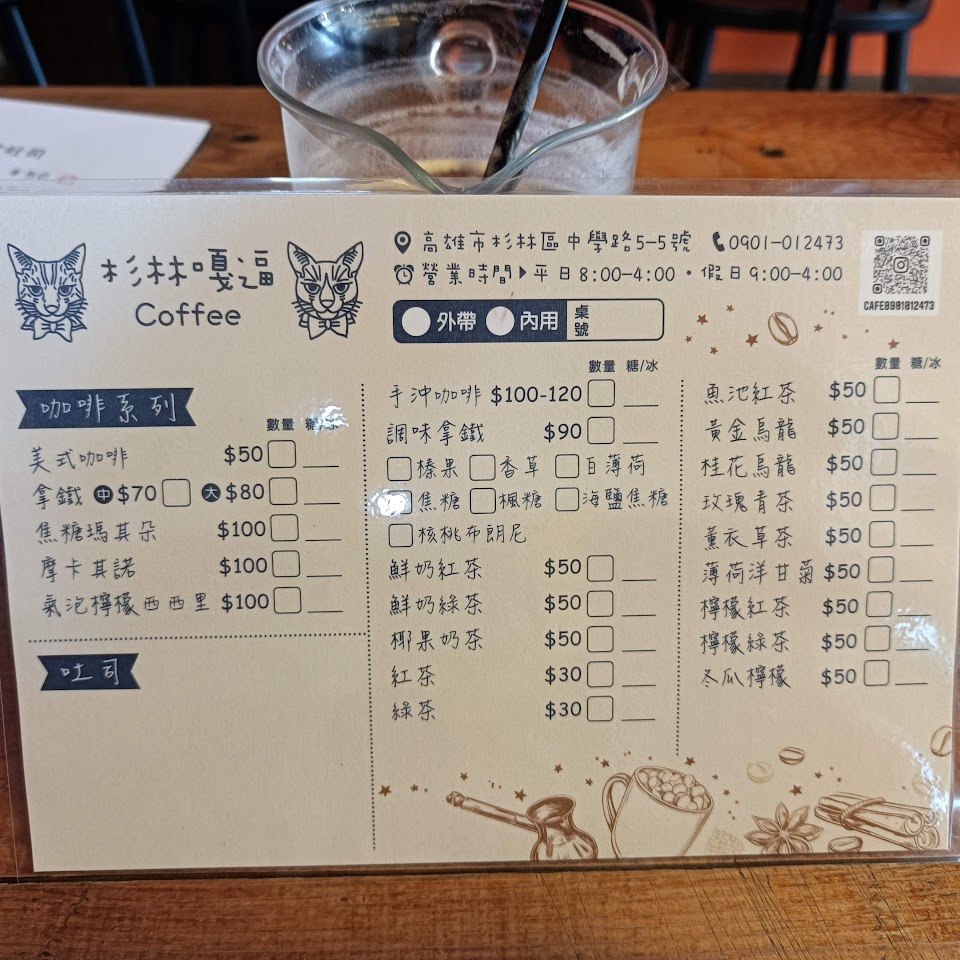 吐司
杉林嘎逼
Coffee
高雄市杉林區中學路5-5號 0901-012473
營業時間▶平日8:00-4:00・假日9:00-4:00
CAFE0901012473
外帶 內用 桌號
咖啡系列
數量
美式咖啡 $50
拿鐵 中 $70 大 $80
焦糖瑪其朵 $100
摩卡其諾 $100
氣泡檸檬西西里 $100
吐司
數量 糖/冰
手沖咖啡 $100-120
調味拿鐵 $90
榛果 香草 白薄荷
焦糖 楓糖 海鹽焦糖
核桃布朗尼
鮮奶紅茶 $50
鮮奶綠茶 $50
椰果奶茶 $50
紅茶 $30
綠茶 $30
數量 糖/冰
魚池紅茶 $50
黃金烏龍 $50
桂花烏龍 $50
玫瑰青茶 $50
薰衣草茶 $50
薄荷洋甘菊 $50
檸檬紅茶 $50
檸檬綠茶 $50
冬瓜檸檬 $50